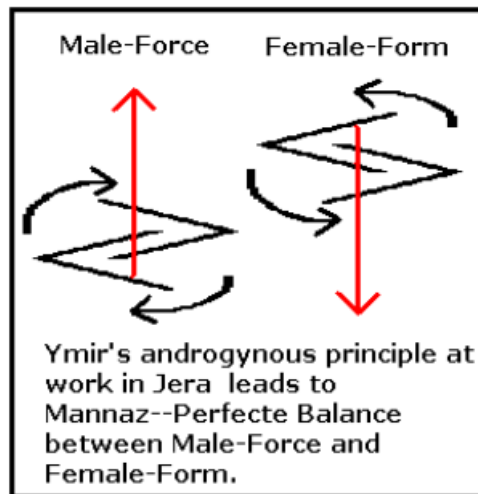 Male-Force Female-Form
Ymir's androgynous principle at
work in Jera leads to
Mannaz--Perfecte Balance
between Male-Force and
Female-Form.